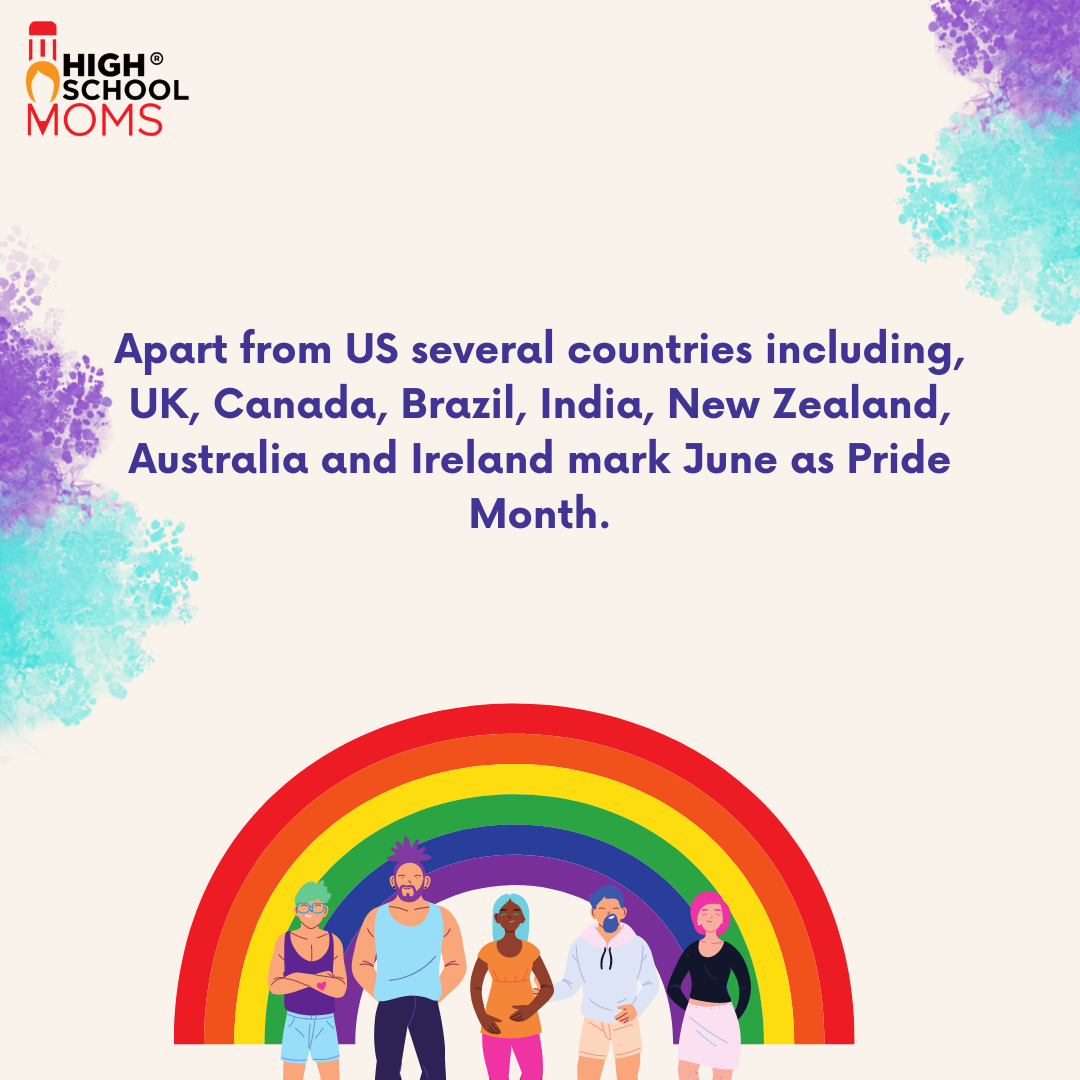 HIGH®
SCHOOL
MOMS
Apart from US several countries including,
UK, Canada, Brazil, India, New Zealand,
Australia and Ireland mark June as Pride
Month.